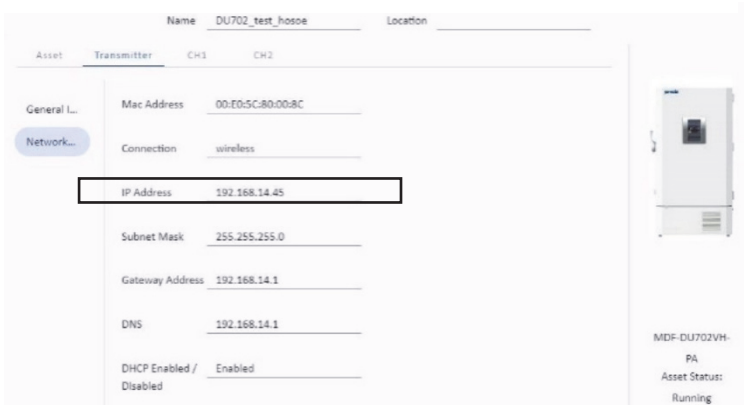 Name DU702_test_hosoe Location
Asset Transmitter CH1 CH2
General I...
Network...
Mac Address 00:E0:5C:80:00:8C
Connection wireless
IP Address 192.168.14.45
Subnet Mask 255.255.255.0
Gateway Address 192.168.14.1
DNS 192.168.14.1
DHCP Enabled / Enabled
Disabled
MDF-DU702VH-
PA
Asset Status:
Running